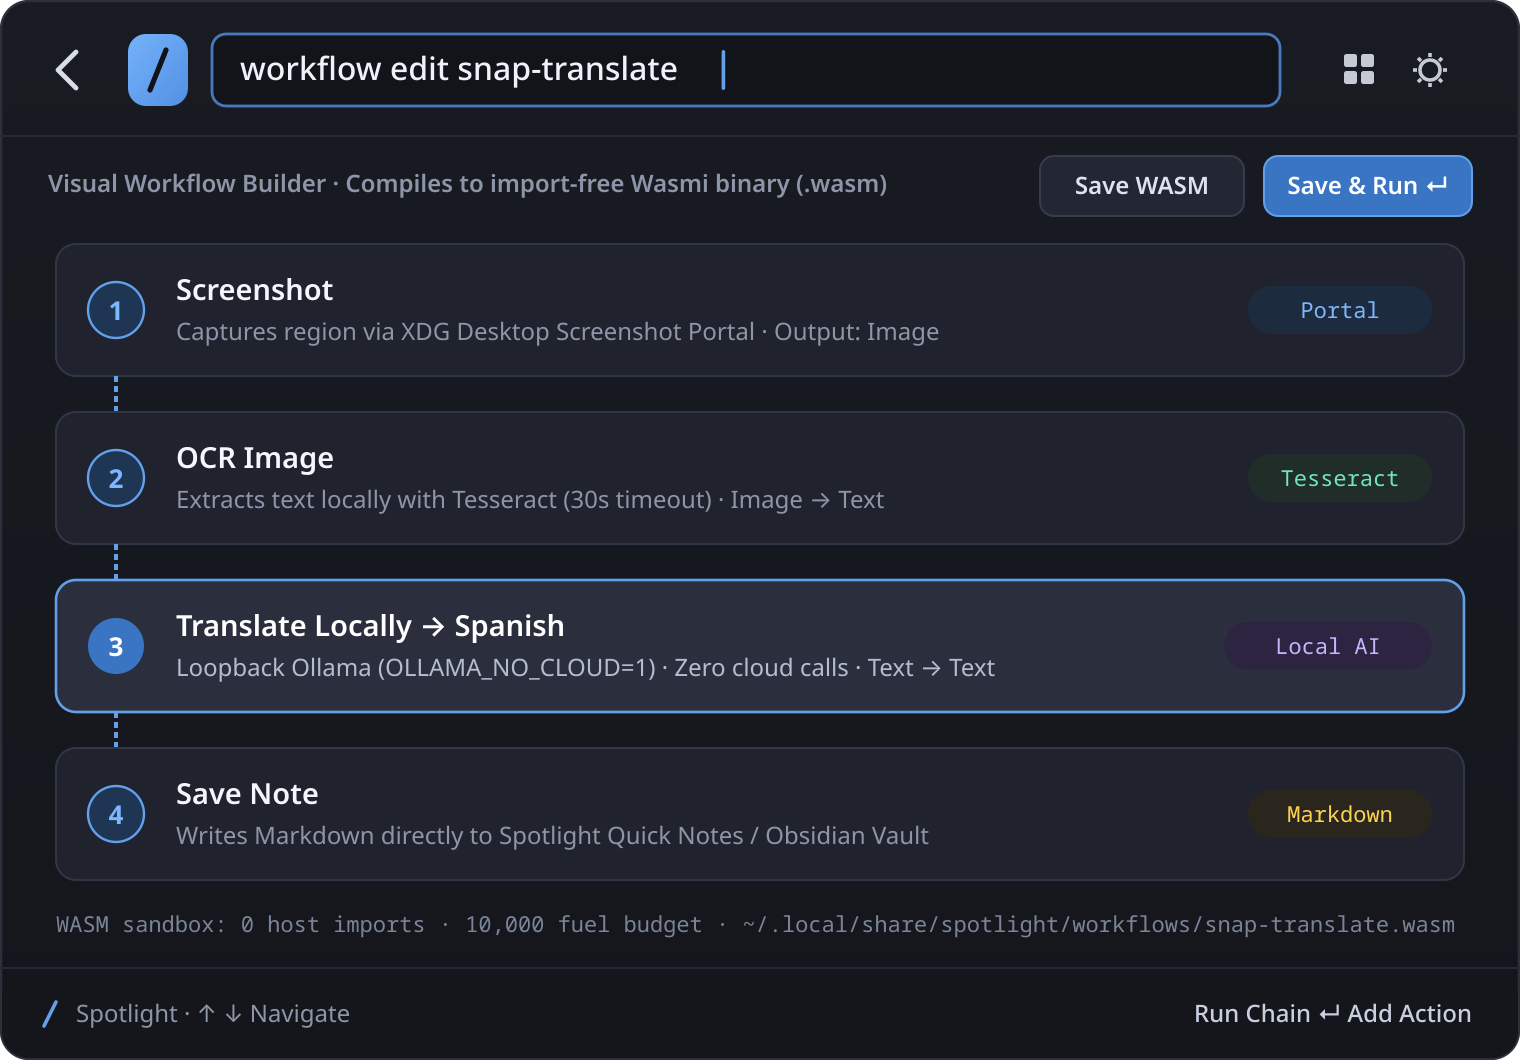 workflow edit snap-translate
Visual Workflow Builder · Compiles to import-free Wasmi binary (.wasm)
Save WASM
Save & Run ↵
1
Screenshot
Captures region via XDG Desktop Screenshot Portal · Output: Image
Portal
2
OCR Image
Extracts text locally with Tesseract (30s timeout) · Image → Text
Tesseract
3
Translate Locally → Spanish
Loopback Ollama (OLLAMA_NO_CLOUD=1) · Zero cloud calls · Text → Text
Local AI
4
Save Note
Writes Markdown directly to Spotlight Quick Notes / Obsidian Vault
Markdown
WASM sandbox: 0 host imports · 10,000 fuel budget · ~/.local/share/spotlight/workflows/snap-translate.wasm
/ Spotlight · ↑ ↓ Navigate
Run Chain ↵ Add Action